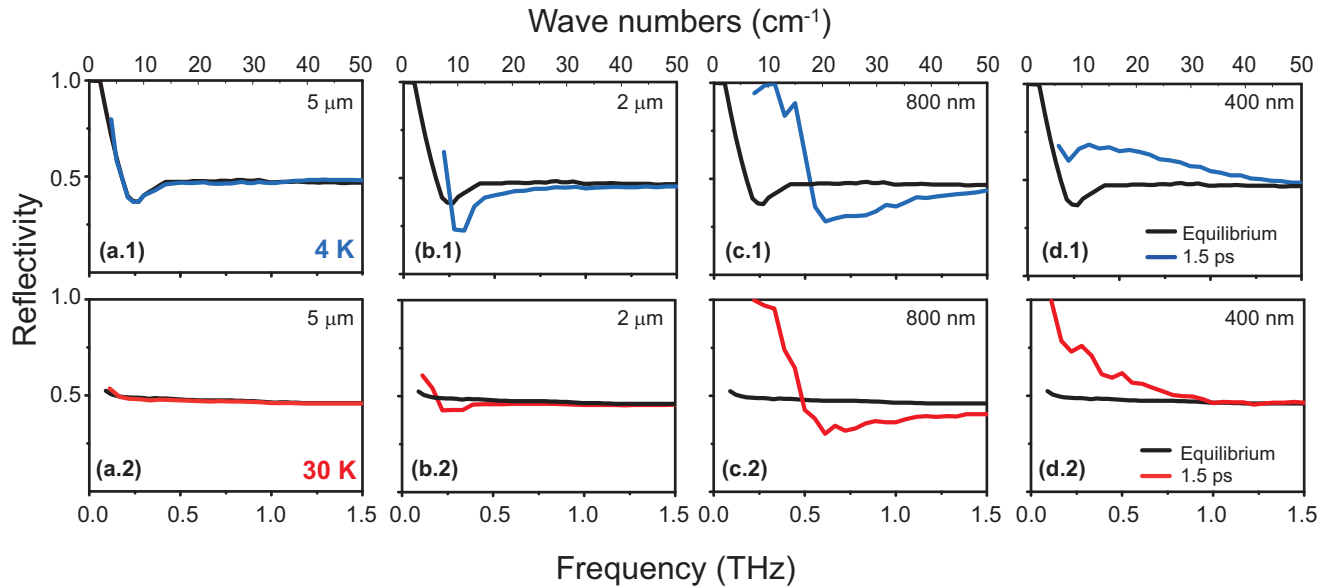 Wave numbers (cm⁻¹)
0 10 20 30 40 50 0 10 20 30 40 50 0 10 20 30 40 50 0 10 20 30 40 50
1.0
5 μm 2 μm 800 nm 400 nm
0.5
(a.1) 4 K (b.1) (c.1) (d.1)
Equilibrium
1.5 ps
Reflectivity
1.0
5 μm 2 μm 800 nm 400 nm
0.5
(a.2) 30 K (b.2) (c.2) (d.2)
Equilibrium
1.5 ps
0.0 0.5 1.0 1.5 0.0 0.5 1.0 1.5 0.0 0.5 1.0 1.5 0.0 0.5 1.0 1.5
Frequency (THz)